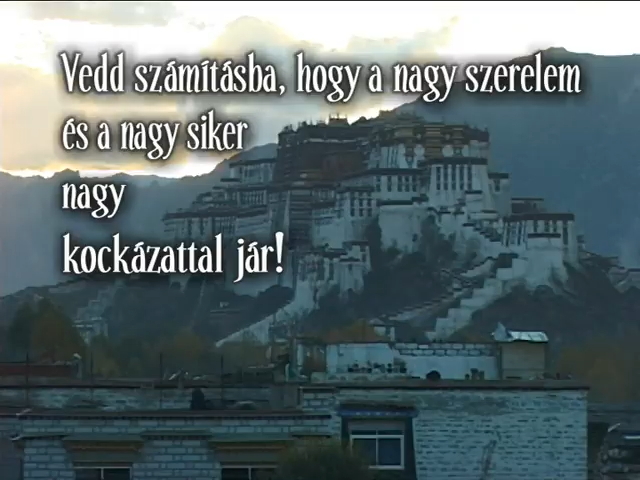 Vedd számításba, hogy a nagy szerelem
és a nagy siker
nagy
kockázattal jár!